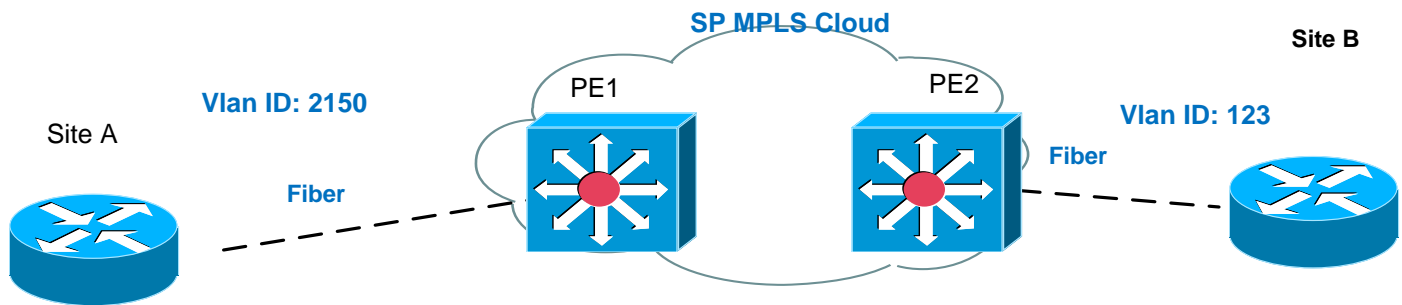 SP MPLS Cloud
Site B
PE1
PE2
Vlan ID: 2150
Vlan ID: 123
Site A
Fiber
Fiber